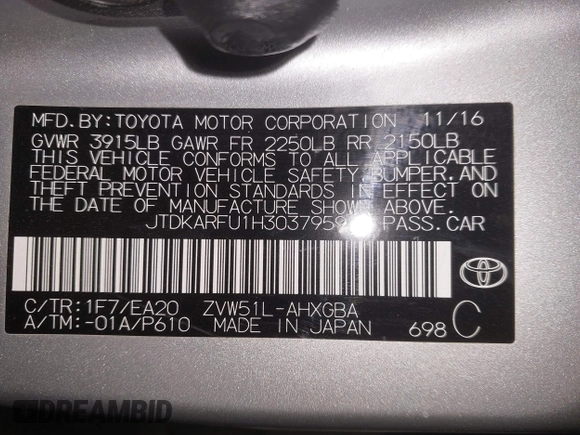 MFD. BY: TOYOTA MOTOR CORPORATION 11/16
GVWR 3915LB GAWR FR 2250LB RR 2150LB
THIS VEHICLE CONFORMS TO ALL APPLICABLE
FEDERAL MOTOR VEHICLE SAFETY, BUMPER, AND
THEFT PREVENTION STANDARDS IN EFFECT ON
THE DATE OF MANUFACTURE SHOWN ABOVE.
PASS. CAR
C/TR: 1F7/EA20 ZVW51L-AHXGBA
A/TM: -01A/P610 MADE IN JAPAN 698 C
DREAMBID